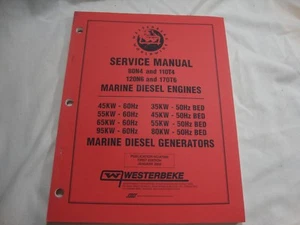 SERVICE MANUAL
80N4 and 110T4
120N6 and 170T6
MARINE DIESEL ENGINES
45KW - 60Hz 35KW - 50Hz BED
55KW - 60Hz 45KW - 50Hz BED
65KW - 60Hz 55KW - 50Hz BED
95KW - 60Hz 80KW - 50Hz BED
MARINE DIESEL GENERATORS
WESTERBEKE